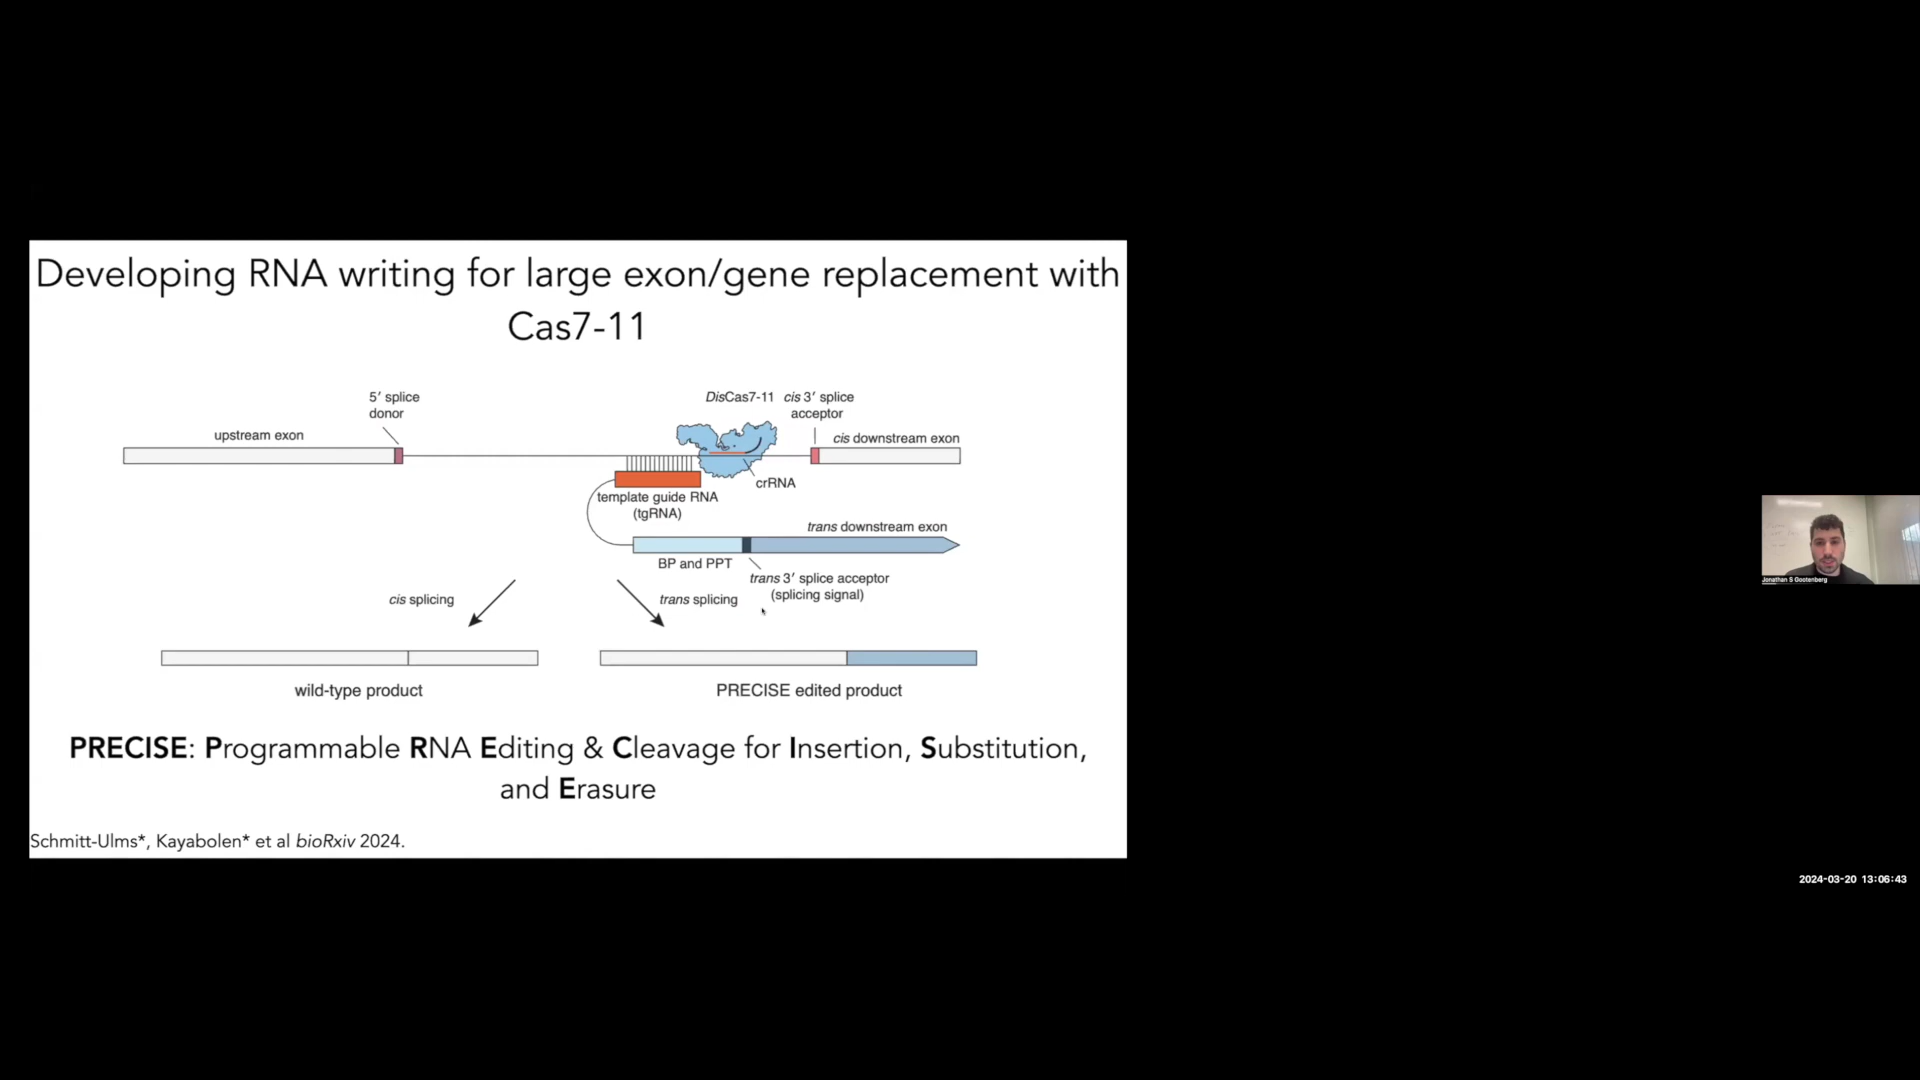 Developing RNA writing for large exon/gene replacement with
Cas7-11
5′ splice
donor
upstream exon
DisCas7-11
cis 3′ splice
acceptor
cis downstream exon
crRNA
template guide RNA
(tgRNA)
trans downstream exon
BP and PPT
trans 3′ splice acceptor
(splicing signal)
cis splicing
trans splicing
wild-type product
PRECISE edited product
PRECISE: Programmable RNA Editing & Cleavage for Insertion, Substitution,
and Erasure
Schmitt-Ulms*, Kayabolen* et al bioRxiv 2024.
Jonathan S Gootenberg
2024-03-20 13:06:43